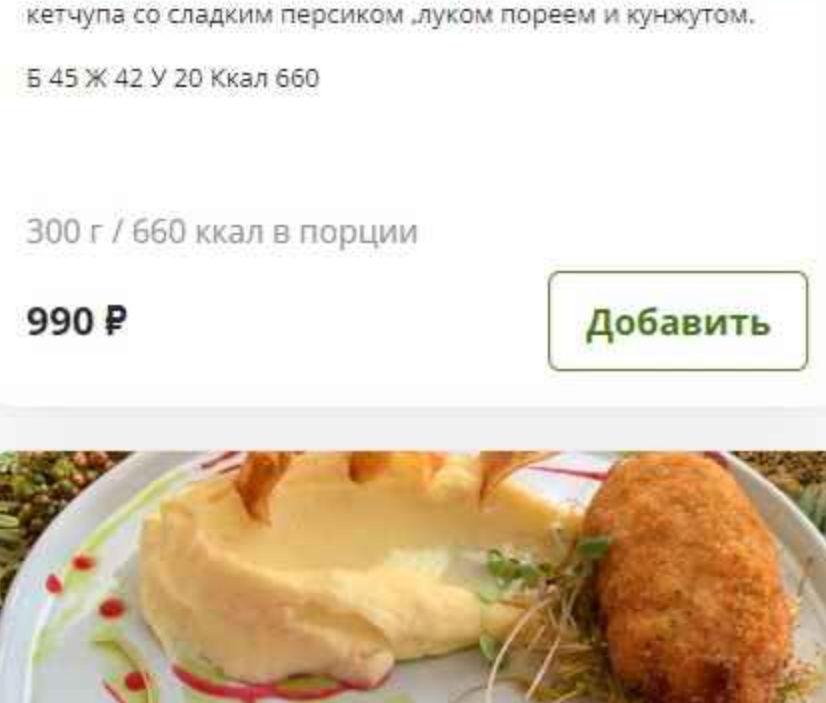 кетчупа со сладким персиком ,луком пореем и кунжутом.
Б 45 Ж 42 У 20 Ккал 660
300 г / 660 ккал в порции
990 ₽
Добавить